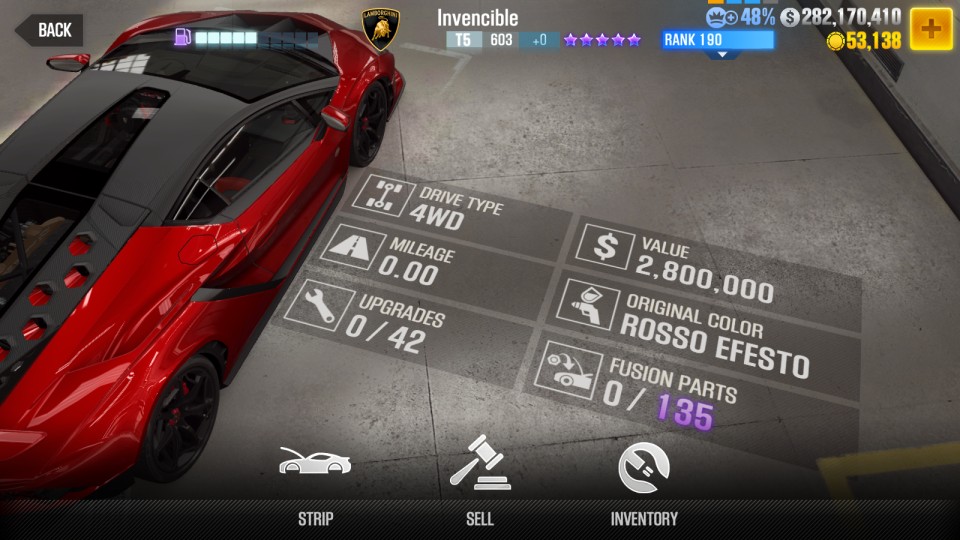 BACK
LAMBORGHINI
Invencible
T5 603 +0
48%
$ 282,170,410
RANK 190
53,138
DRIVE TYPE
4WD
MILEAGE
0.00
UPGRADES
0 / 42
$
VALUE
2,800,000
ORIGINAL COLOR
ROSSO EFESTO
FUSION PARTS
0 / 135
STRIP
SELL
INVENTORY